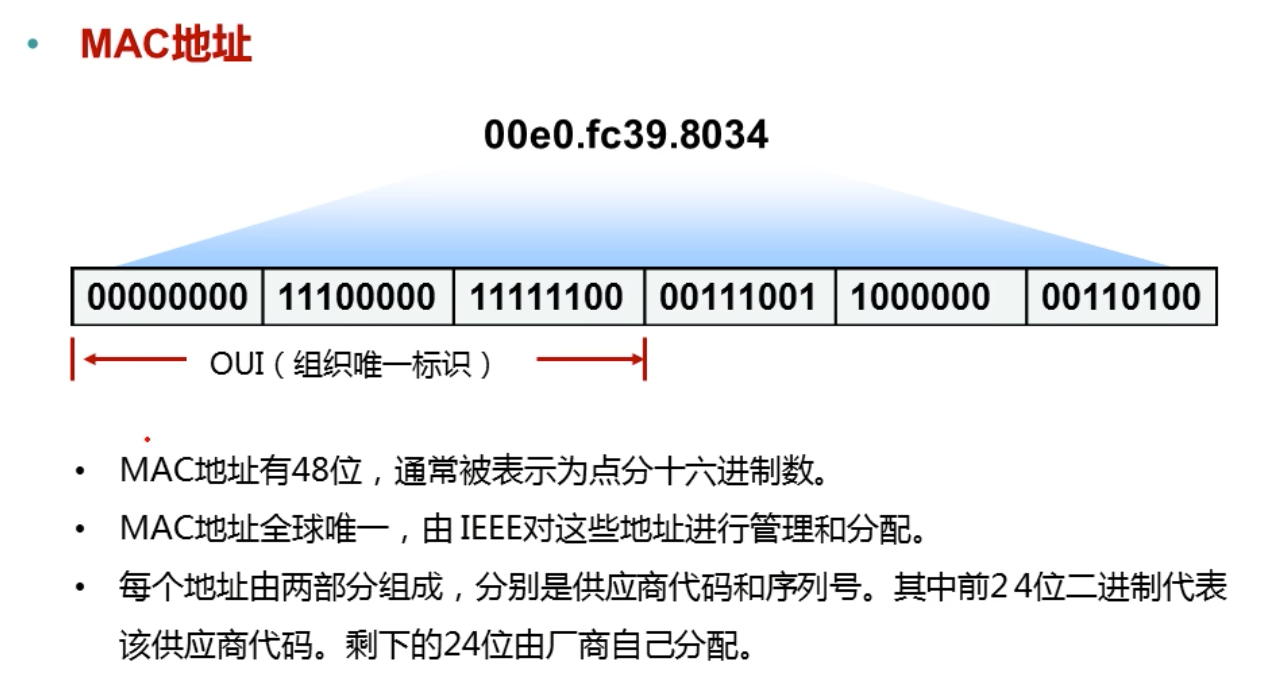 • MAC地址
00e0.fc39.8034
00000000 11100000 11111100 00111001 1000000 00110100
OUI（组织唯一标识）
• MAC地址有48位，通常被表示为点分十六进制数。
• MAC地址全球唯一，由IEEE对这些地址进行管理和分配。
• 每个地址由两部分组成，分别是供应商代码和序列号。其中前24位二进制代表
该供应商代码。剩下的24位由厂商自己分配。